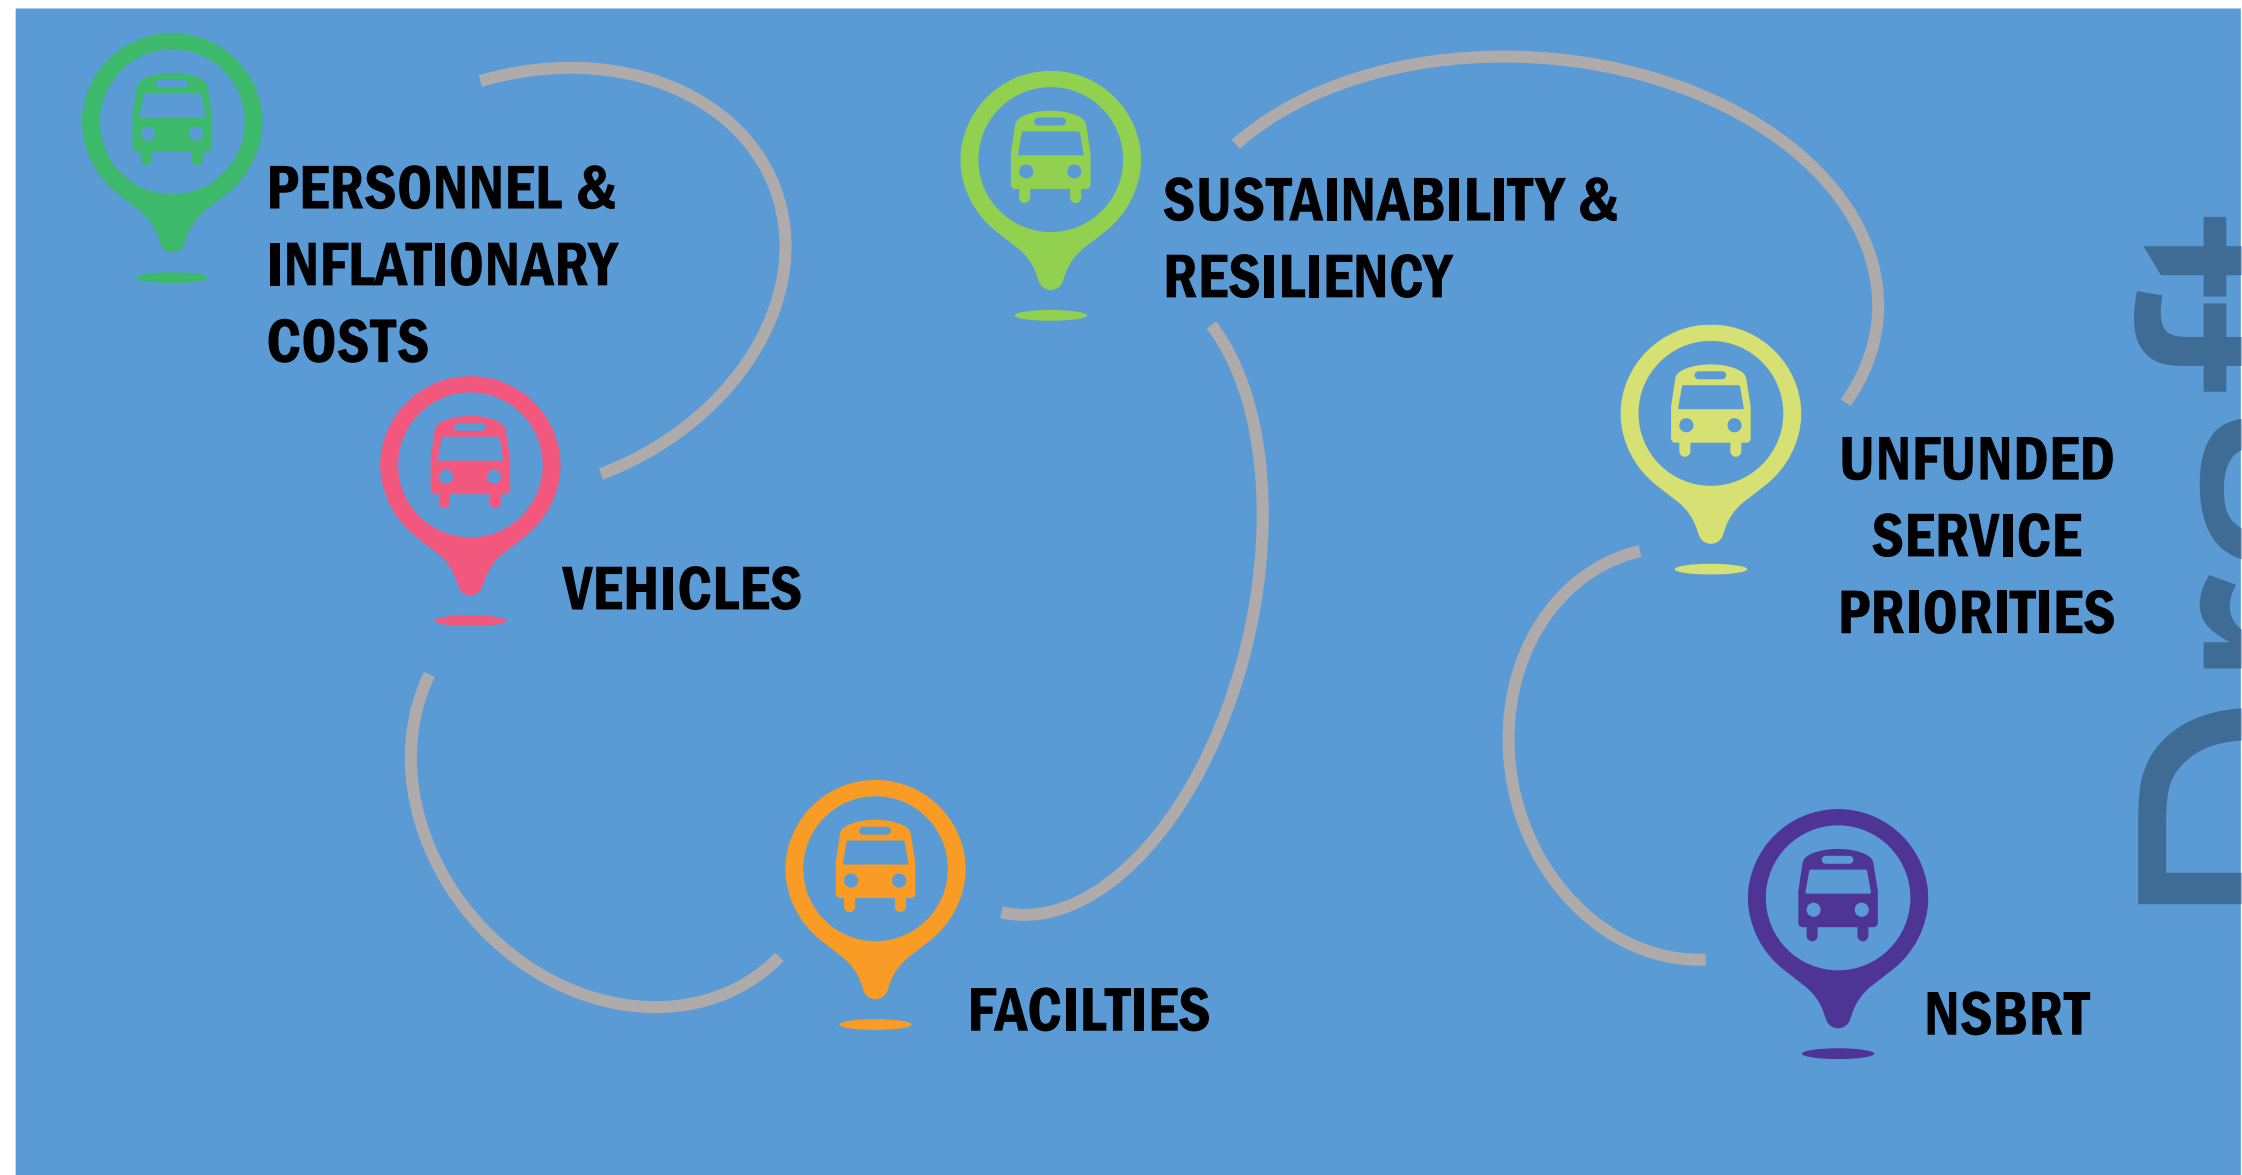 PERSONNEL &
INFLATIONARY
COSTS
VEHICLES
FACILTIES
SUSTAINABILITY &
RESILIENCY
UNFUNDED
SERVICE
PRIORITIES
NSBRT
Draft